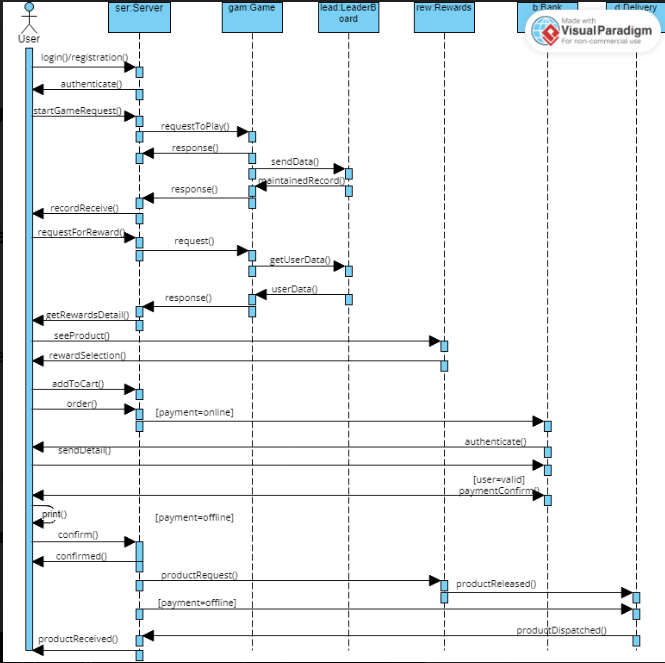 ser:Server
gam:Game
lead:LeaderB
oard
rew:Rewards
b:Bank
d:Delivery
Made with
Visual Paradigm
For non-commercial use
User
login()/registration()
authenticate()
startGameRequest()
requestToPlay()
response()
sendData()
maintainedRecord()
response()
recordReceive()
requestForReward()
request()
getUserData()
userData()
response()
getRewardsDetail()
seeProduct()
rewardSelection()
addToCart()
order()
[payment=online]
authenticate()
sendDetail()
[user=valid]
paymentConfirm()
print()
[payment=offline]
confirm()
confirmed()
productRequest()
productReleased()
[payment=offline]
productDispatched()
productReceived()